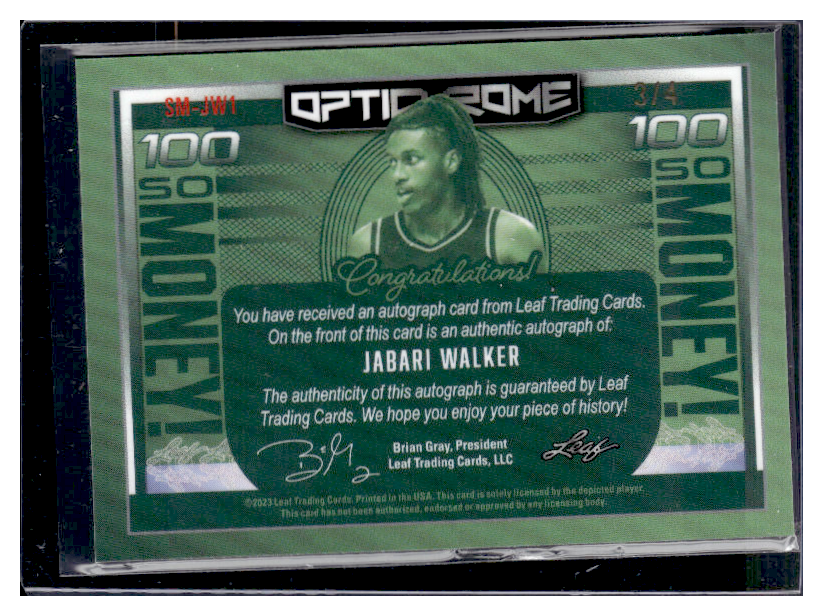 SM-JW1
OPTICHROME
3/4
100
SO
MONEY!
100
SO
MONEY!
Congratulations!
You have received an autograph card from Leaf Trading Cards.
On the front of this card is an authentic autograph of:
JABARI WALKER
The authenticity of this autograph is guaranteed by Leaf
Trading Cards. We hope you enjoy your piece of history!
Brian Gray, President
Leaf Trading Cards, LLC
Leaf
©2023 Leaf Trading Cards. Printed in the USA. This card is solely licensed by the depicted player.
This card has not been authorized, endorsed or approved by any licensing body.